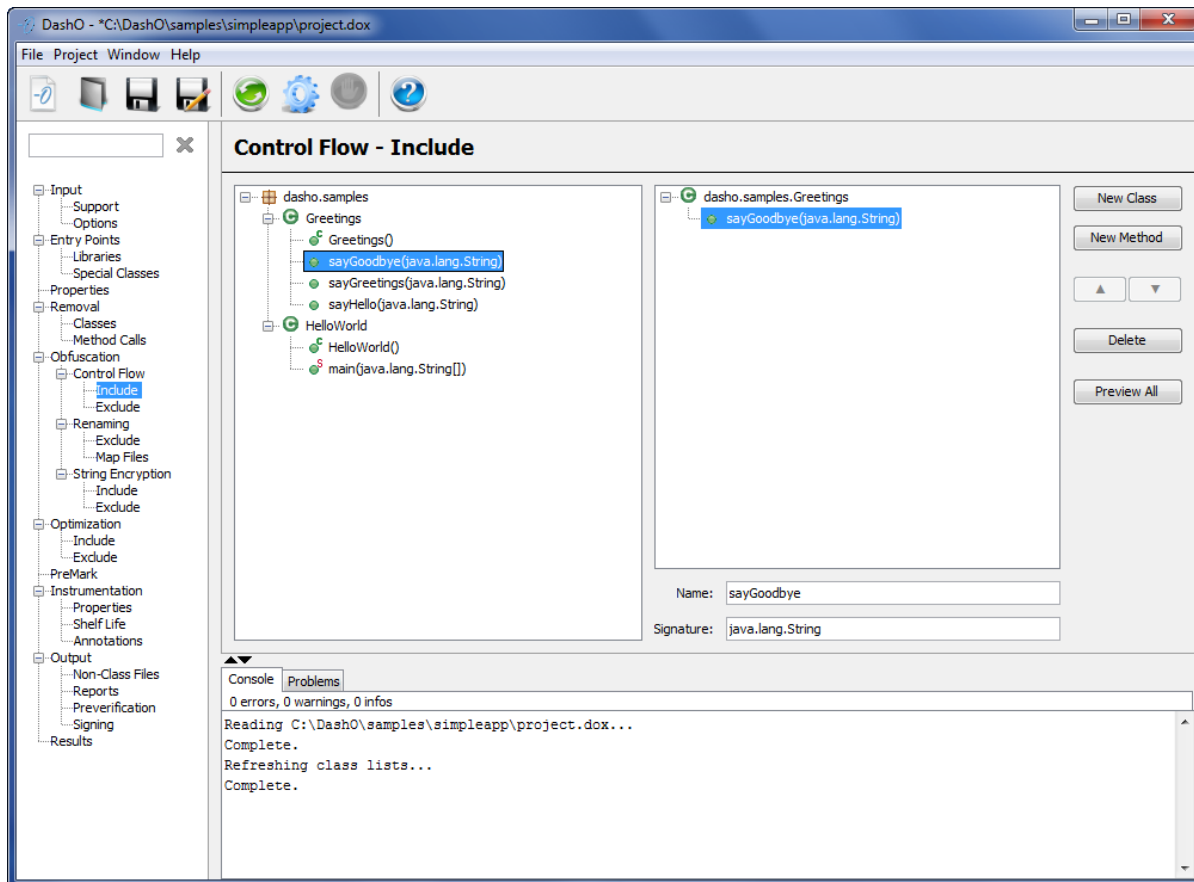 DashO - *C:\DashO\samples\simpleapp\project.dox
File Project Window Help
Control Flow - Include
Input
Support
Options
Entry Points
Libraries
Special Classes
Properties
Removal
Classes
Method Calls
Obfuscation
Control Flow
Include
Exclude
Renaming
Exclude
Map Files
String Encryption
Include
Exclude
Optimization
Include
Exclude
PreMark
Instrumentation
Properties
Shelf Life
Annotations
Output
Non-Class Files
Reports
Preverification
Signing
Results
dasho.samples
Greetings
Greetings()
sayGoodbye(java.lang.String)
sayGreetings(java.lang.String)
sayHello(java.lang.String)
HelloWorld
HelloWorld()
main(java.lang.String[])
dasho.samples.Greetings
sayGoodbye(java.lang.String)
New Class
New Method
Delete
Preview All
Name: sayGoodbye
Signature: java.lang.String
Console Problems
0 errors, 0 warnings, 0 infos
Reading C:\DashO\samples\simpleapp\project.dox...
Complete.
Refreshing class lists...
Complete.